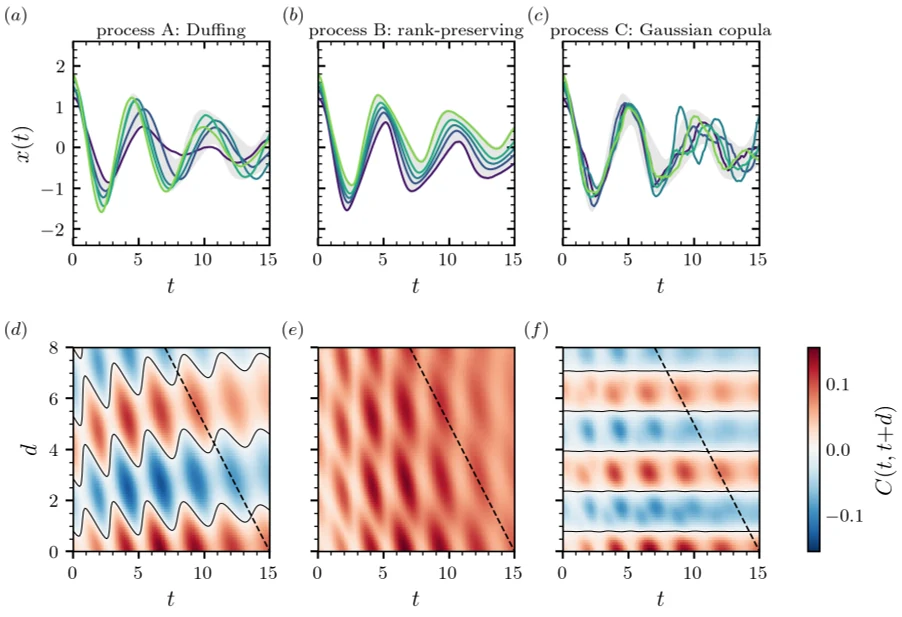 (a) (b) (c)
process A: Duffing process B: rank-preserving process C: Gaussian copula
2
1
0
−1
−2
x(t)
0 5 10 15 0 5 10 15 0 5 10 15
t t t
(d) (e) (f)
8
6
4
2
0
d
0.1
0.0
−0.1
C(t, t+d)
0 5 10 15 0 5 10 15 0 5 10 15
t t t